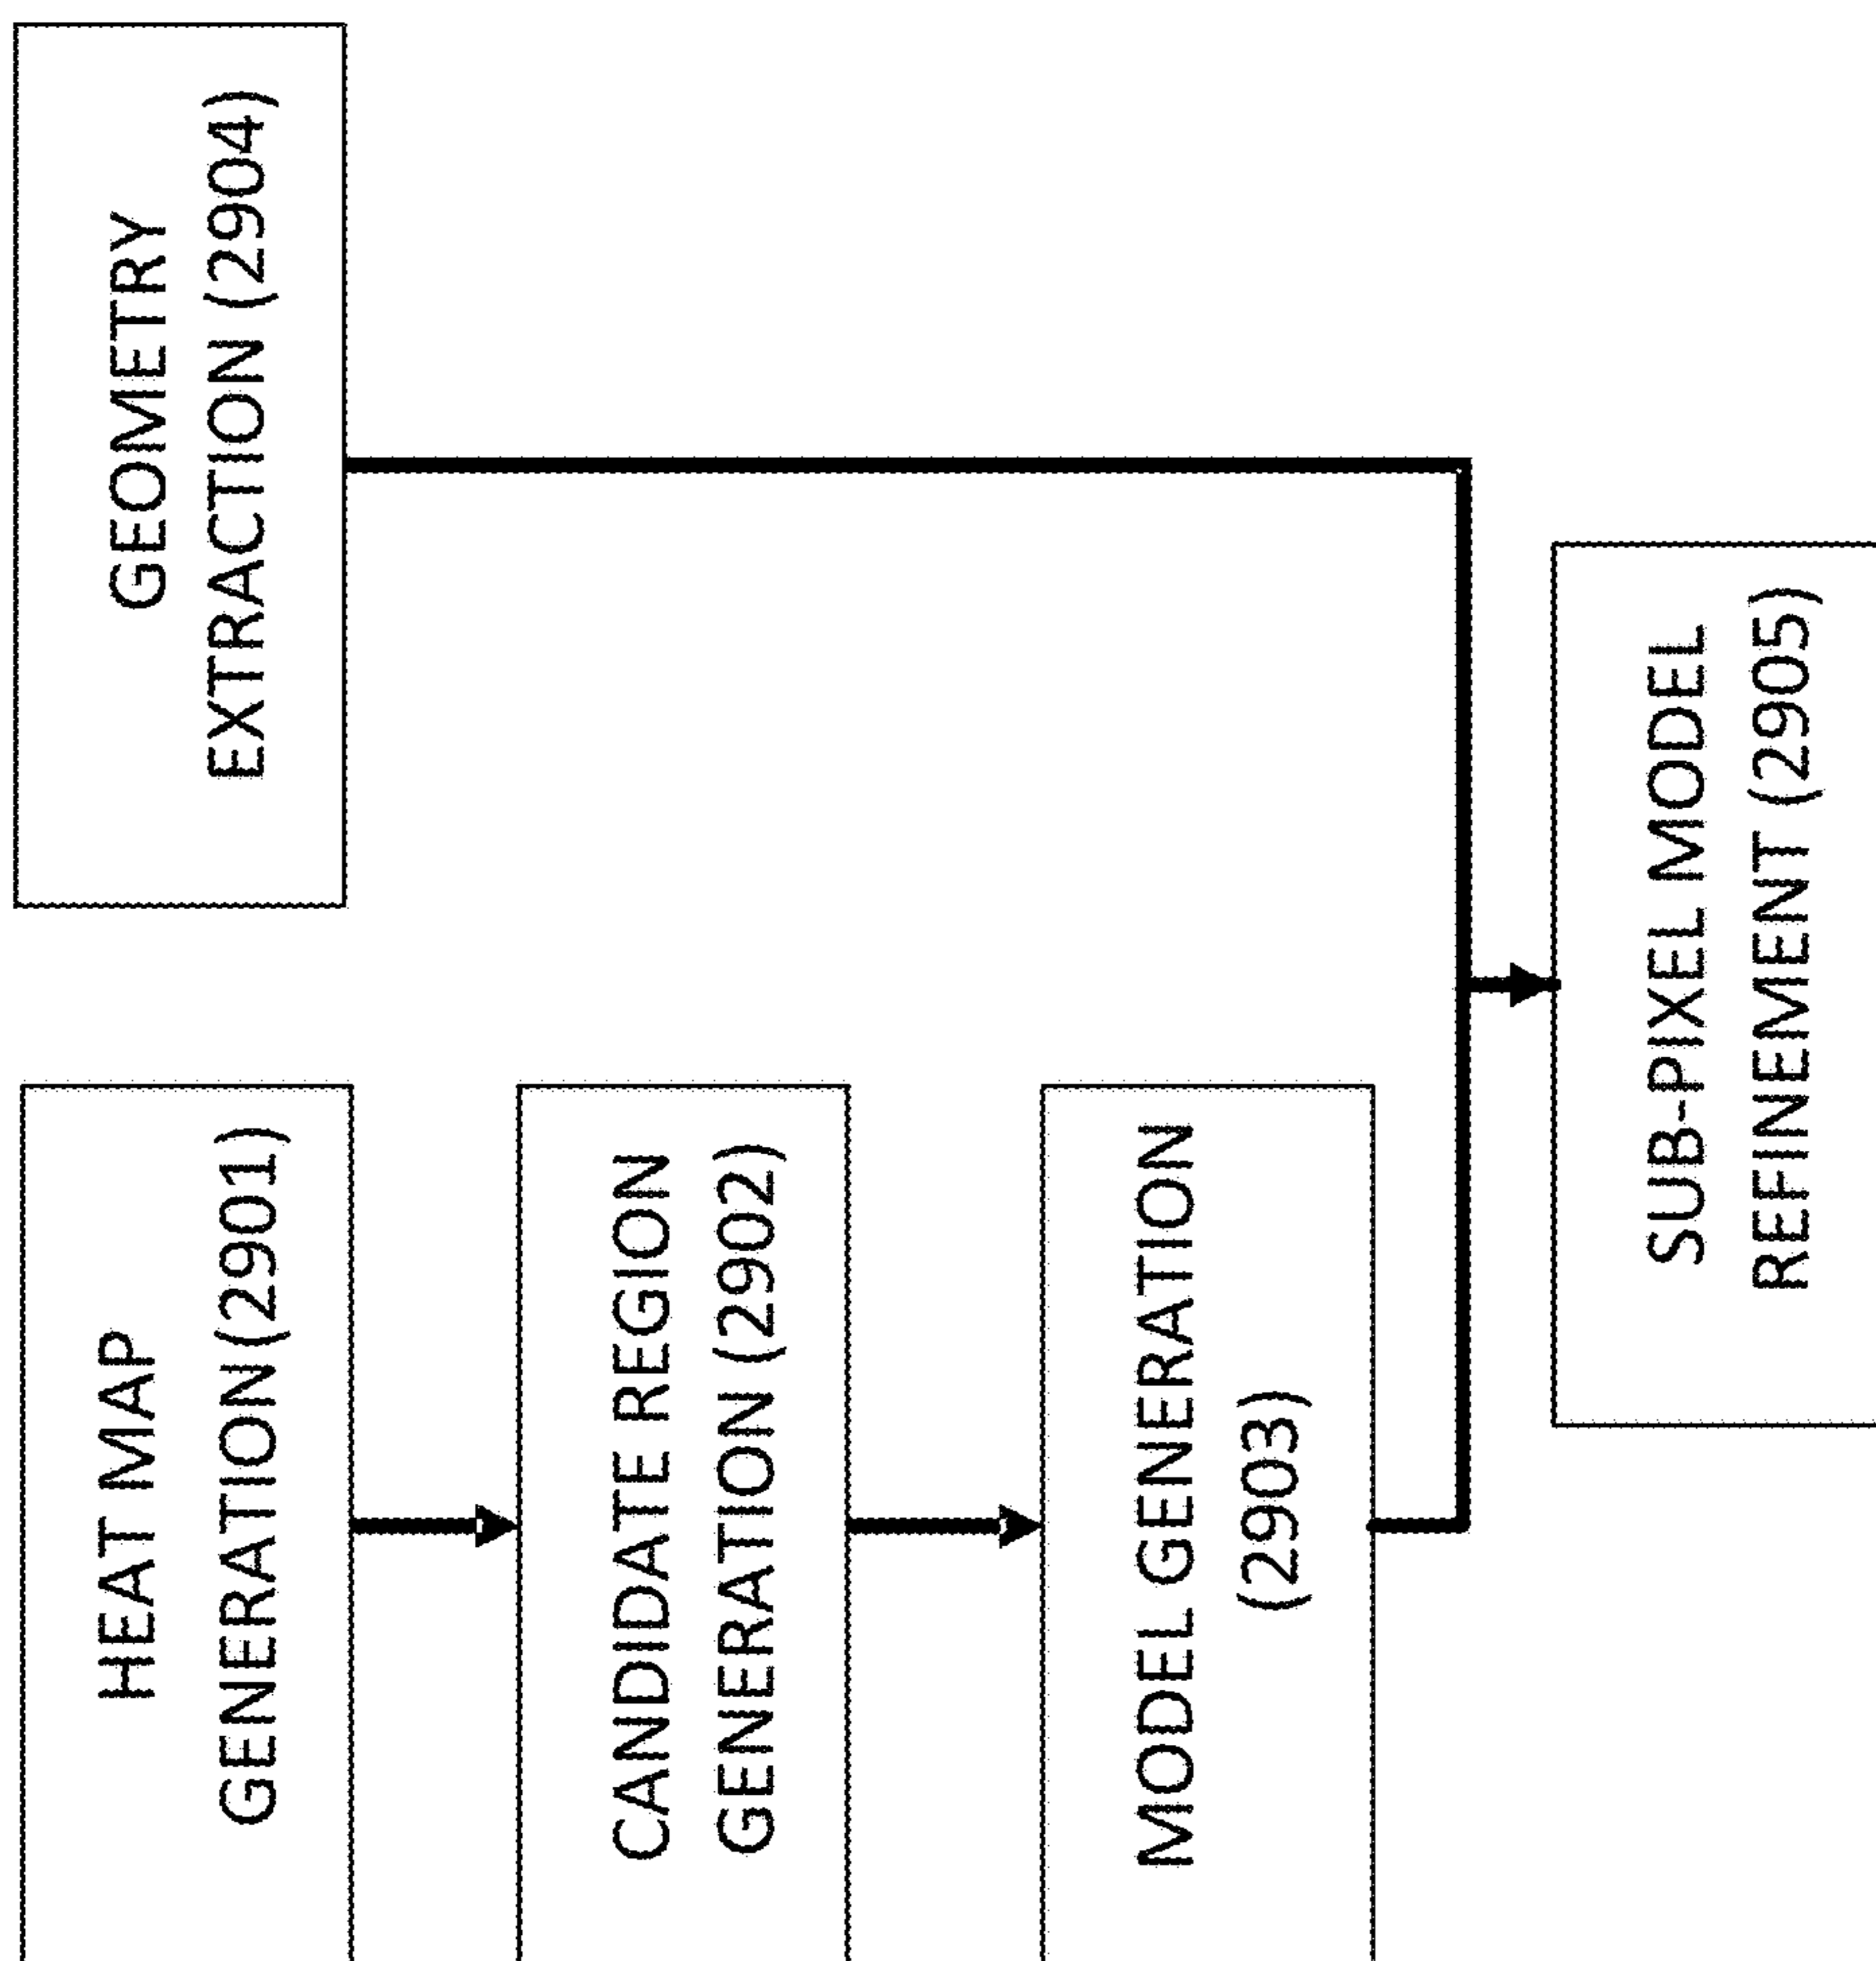 HEAT MAP
GENERATION(2901)
CANDIDATE REGION
GENERATION (2902)
MODEL GENERATION
(2903)
GEOMETRY
EXTRACTION (2904)
SUB-PIXEL MODEL
REFINEMENT (2905)